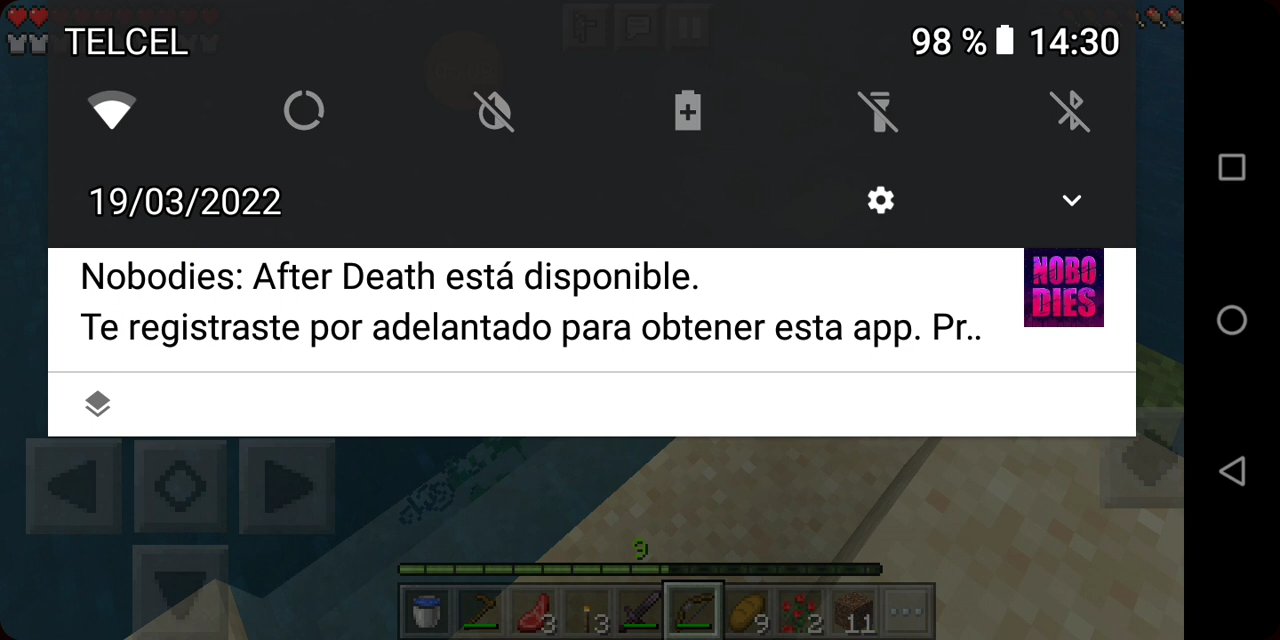 TELCEL
98 % 14:30
19/03/2022
Nobodies: After Death está disponible.
Te registraste por adelantado para obtener esta app. Pr..
NOBO
DIES
9
3
3
9
2
11